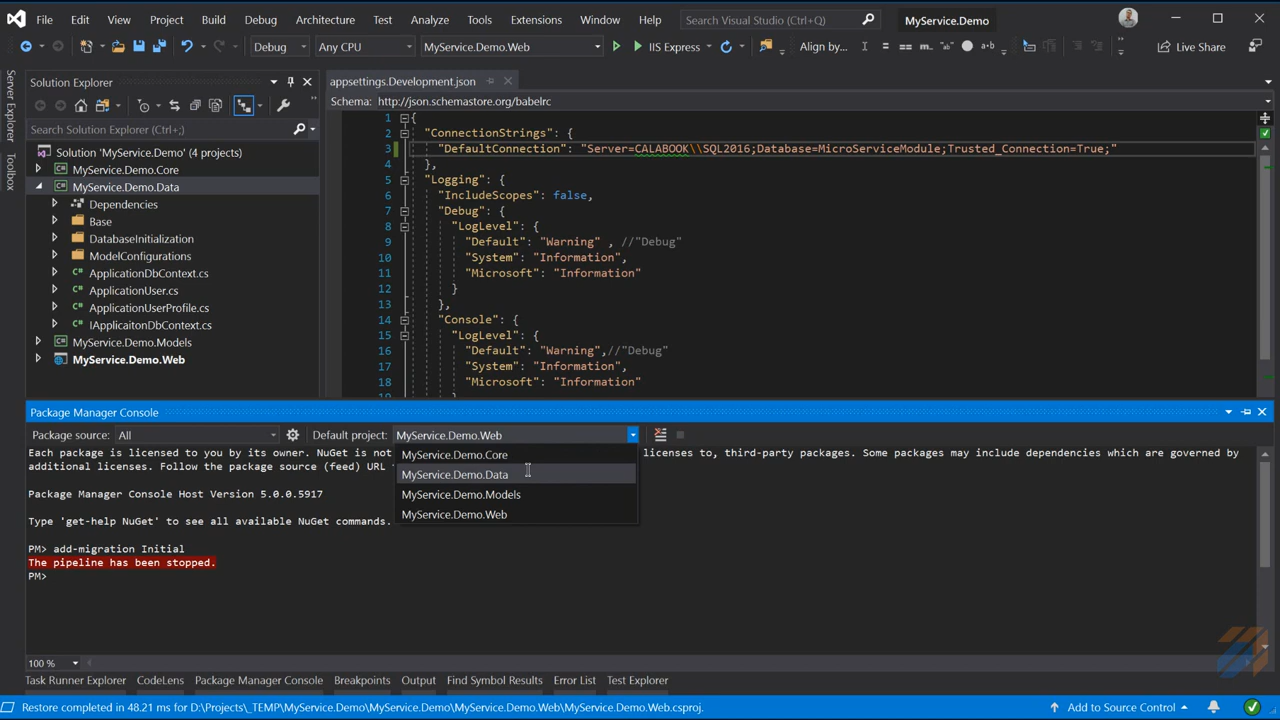 File Edit View Project Build Debug Architecture Test Analyze Tools Extensions Window Help Search Visual Studio (Ctrl+Q) MyService.Demo
Debug Any CPU MyService.Demo.Web IIS Express Align by... Live Share
Server Explorer
Toolbox
Solution Explorer
Search Solution Explorer (Ctrl+;)
Solution 'MyService.Demo' (4 projects)
MyService.Demo.Core
MyService.Demo.Data
Dependencies
Base
DatabaseInitialization
ModelConfigurations
ApplicationDbContext.cs
ApplicationUser.cs
ApplicationUserProfile.cs
IApplicaitonDbContext.cs
MyService.Demo.Models
MyService.Demo.Web
appsettings.Development.json
Schema: http://json.schemastore.org/babelrc
1 {
2 "ConnectionStrings": {
3 "DefaultConnection": "Server=CALABOOK\\SQL2016;Database=MicroServiceModule;Trusted_Connection=True;"
4 },
5 "Logging": {
6 "IncludeScopes": false,
7 "Debug": {
8 "LogLevel": {
9 "Default": "Warning" , //"Debug"
10 "System": "Information",
11 "Microsoft": "Information"
12 }
13 },
14 "Console": {
15 "LogLevel": {
16 "Default": "Warning",//"Debug"
17 "System": "Information",
18 "Microsoft": "Information"
Package Manager Console
Package source: All Default project: MyService.Demo.Web
MyService.Demo.Core
MyService.Demo.Data
MyService.Demo.Models
MyService.Demo.Web
Each package is licensed to you by its owner. NuGet is not licenses to, third-party packages. Some packages may include dependencies which are governed by
additional licenses. Follow the package source (feed) URL
Package Manager Console Host Version 5.0.0.5917
Type 'get-help NuGet' to see all available NuGet commands.
PM> add-migration Initial
The pipeline has been stopped.
PM>
100 %
Task Runner Explorer CodeLens Package Manager Console Breakpoints Output Find Symbol Results Error List Test Explorer
Restore completed in 48.21 ms for D:\Projects\_TEMP\MyService.Demo\MyService.Demo\MyService.Demo.Web\MyService.Demo.Web.csproj. Add to Source Control